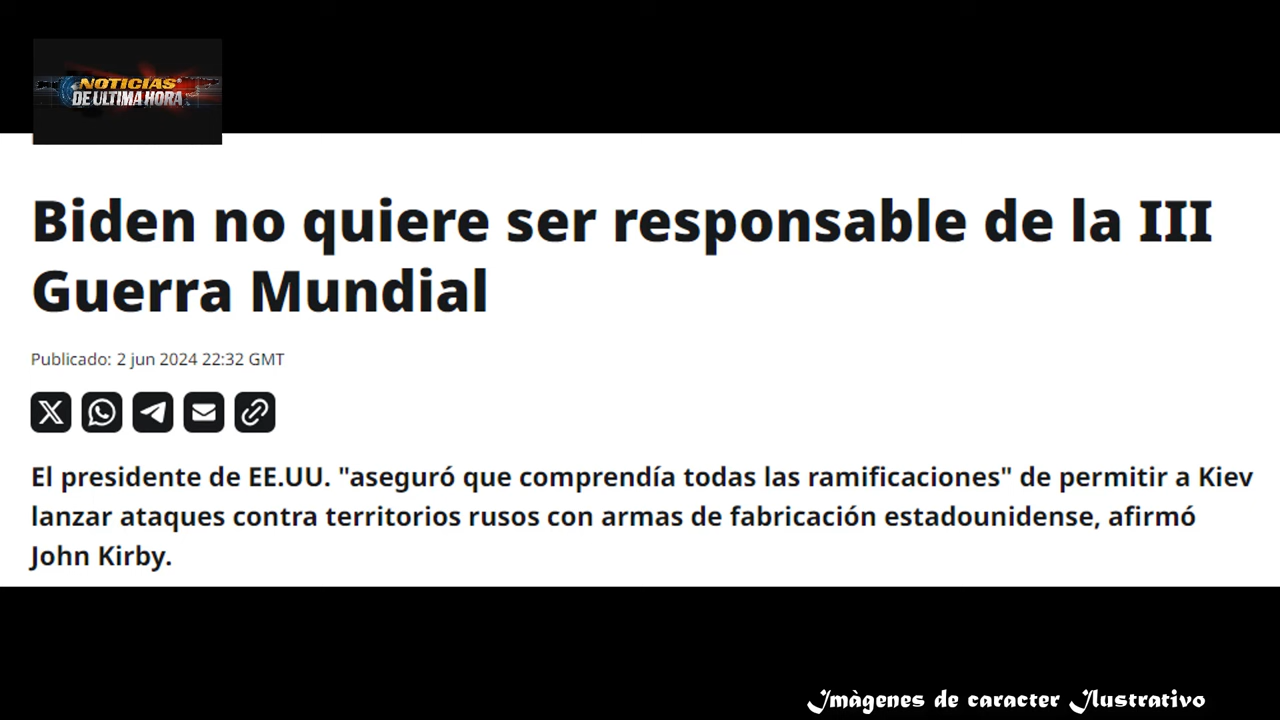 NOTICIAS
DE ULTIMA HORA
Biden no quiere ser responsable de la III
Guerra Mundial
Publicado: 2 jun 2024 22:32 GMT
El presidente de EE.UU. "aseguró que comprendía todas las ramificaciones" de permitir a Kiev
lanzar ataques contra territorios rusos con armas de fabricación estadounidense, afirmó
John Kirby.
Imàgenes de caracter Ilustrativo